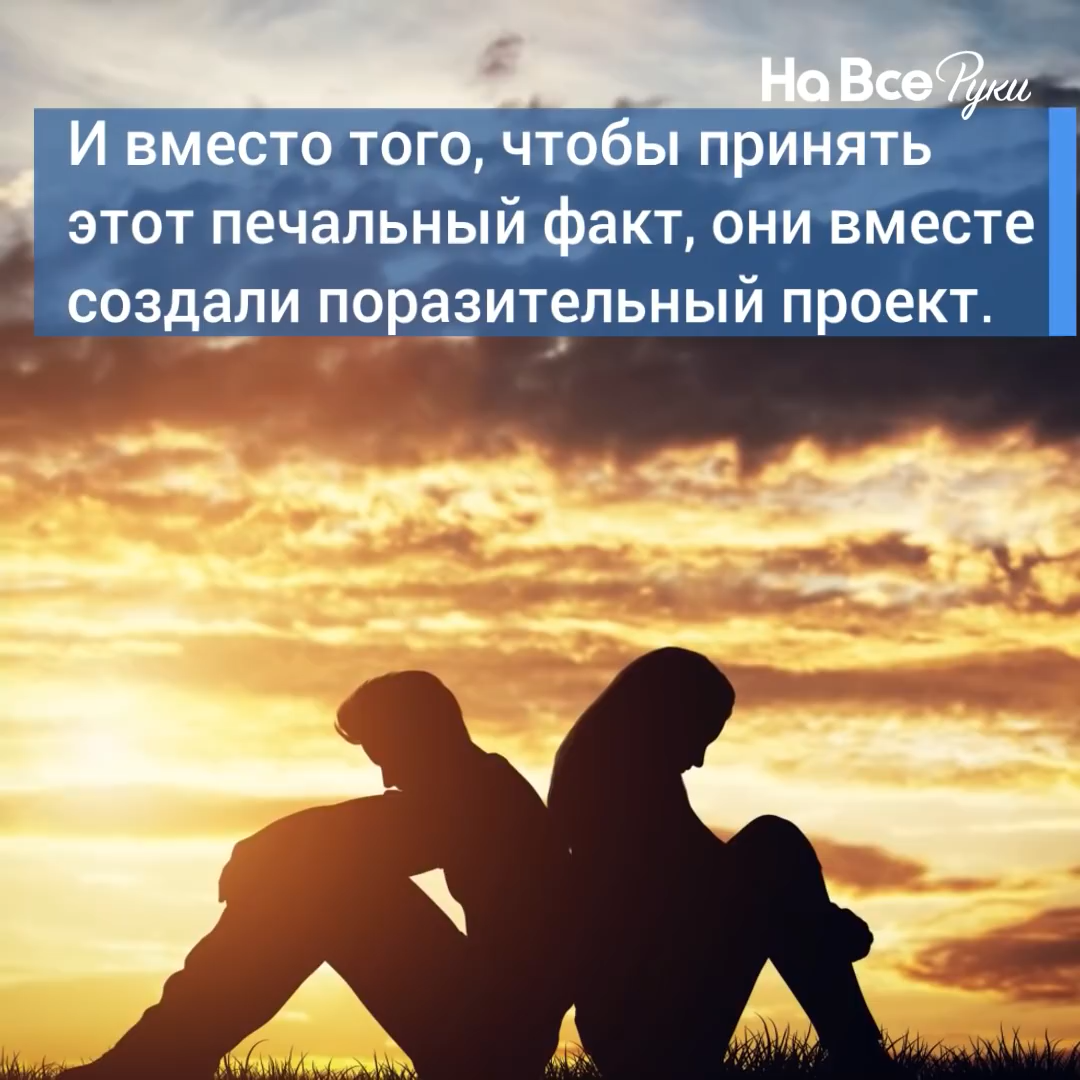 На Все Руки
И вместо того, чтобы принять
этот печальный факт, они вместе
создали поразительный проект.